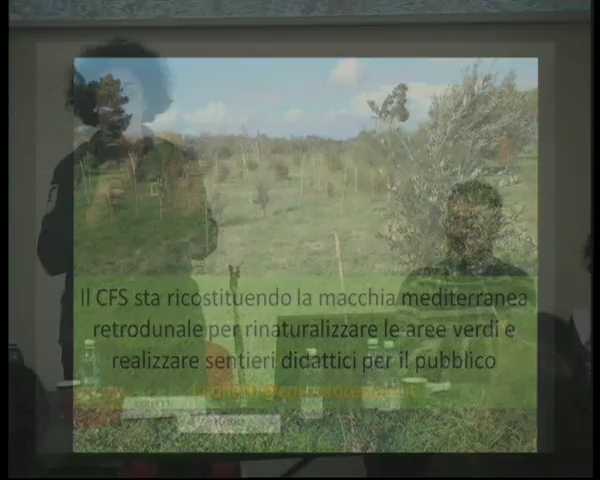 Il CFS sta ricostituendo la macchia mediterranea
retrodunale per rinaturalizzare le aree verdi e
realizzare sentieri didattici per il pubblico